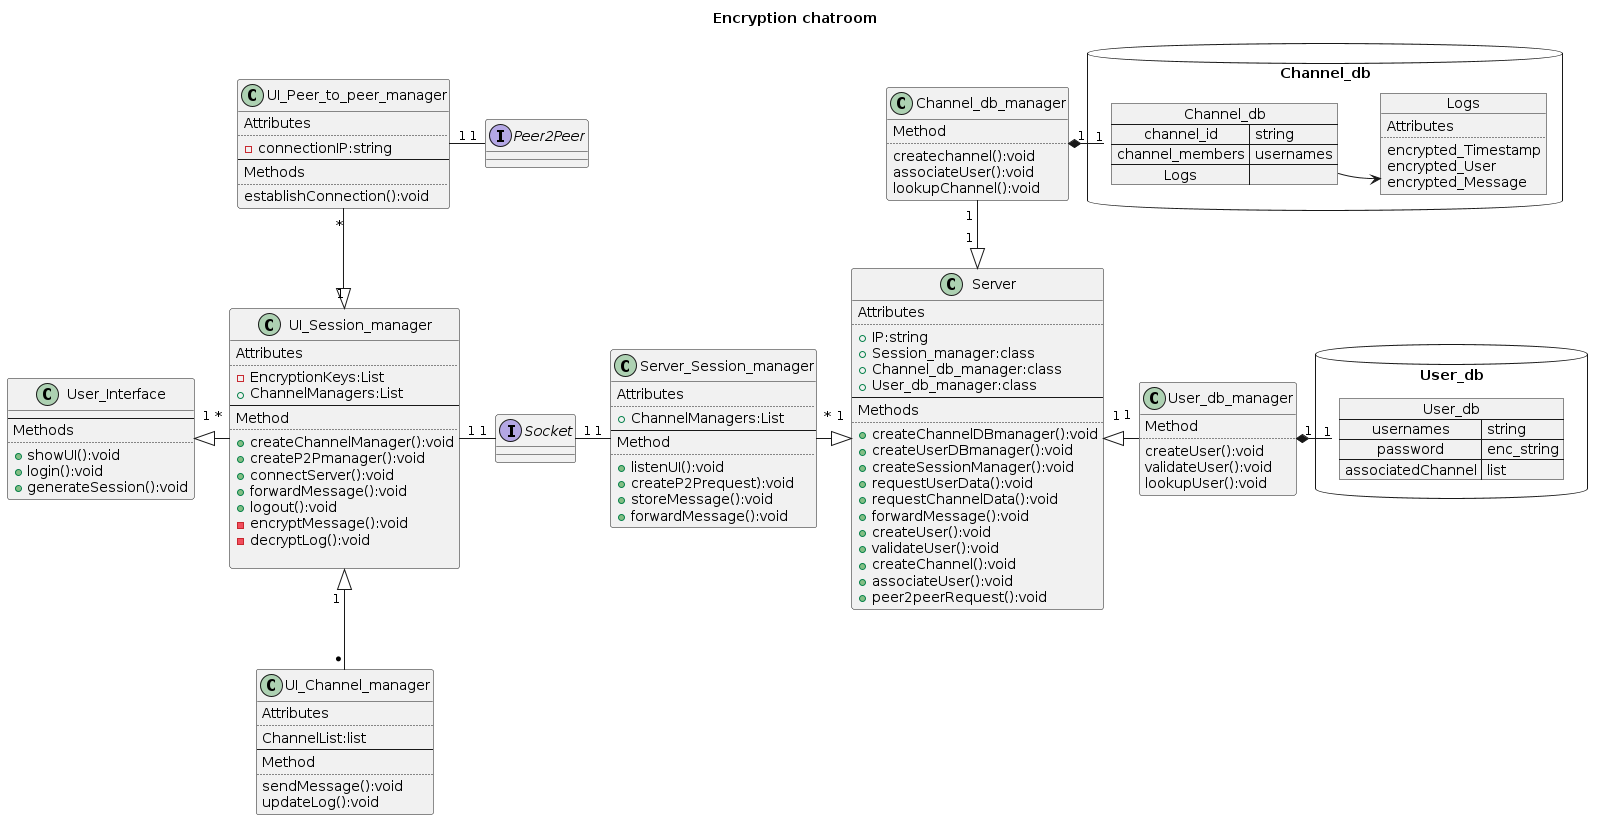 Encryption chatroom
C UI_Peer_to_peer_manager
Attributes
connectionIP:string
Methods
establishConnection():void
1 1
I Peer2Peer
*
1
C Channel_db_manager
Method
createchannel():void
associateUser():void
lookupChannel():void
1 1
1
1
Channel_db
Channel_db
channel_id string
channel_members usernames
Logs
Logs
Attributes
encrypted_Timestamp
encrypted_User
encrypted_Message
C User_Interface
Methods
showUI():void
login():void
generateSession():void
1 *
C UI_Session_manager
Attributes
EncryptionKeys:List
ChannelManagers:List
Method
createChannelManager():void
createP2Pmanager():void
connectServer():void
forwardMessage():void
logout():void
encryptMessage():void
decryptLog():void
1 1
I Socket
1 1
C Server_Session_manager
Attributes
ChannelManagers:List
Method
listenUI():void
createP2Prequest):void
storeMessage():void
forwardMessage():void
* 1
C Server
Attributes
IP:string
Session_manager:class
Channel_db_manager:class
User_db_manager:class
Methods
createChannelDBmanager():void
createUserDBmanager():void
createSessionManager():void
requestUserData():void
requestChannelData():void
forwardMessage():void
createUser():void
validateUser():void
createChannel():void
associateUser():void
peer2peerRequest():void
1 1
C User_db_manager
Method
createUser():void
validateUser():void
lookupUser():void
1 1
User_db
User_db
usernames string
password enc_string
associatedChannel list
1
•
C UI_Channel_manager
Attributes
ChannelList:list
Method
sendMessage():void
updateLog():void